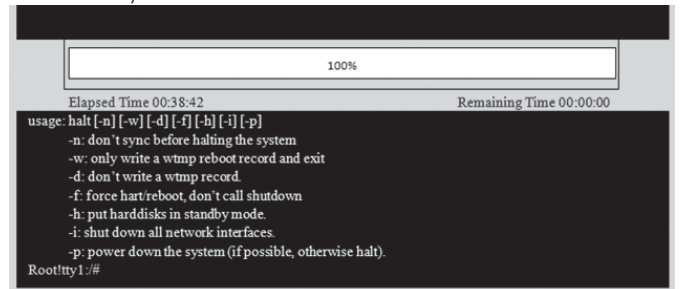 100%
Elapsed Time 00:38:42 Remaining Time 00:00:00
usage: halt [-n] [-w] [-d] [-f] [-h] [-i] [-p]
-n: don't sync before halting the system
-w: only write a wtmp reboot record and exit
-d: don't write a wtmp record.
-f: force hart/reboot, don't call shutdown
-h: put harddisks in standby mode.
-i: shut down all network interfaces.
-p: power down the system (if possible, otherwise halt).
Root!tty1:/#